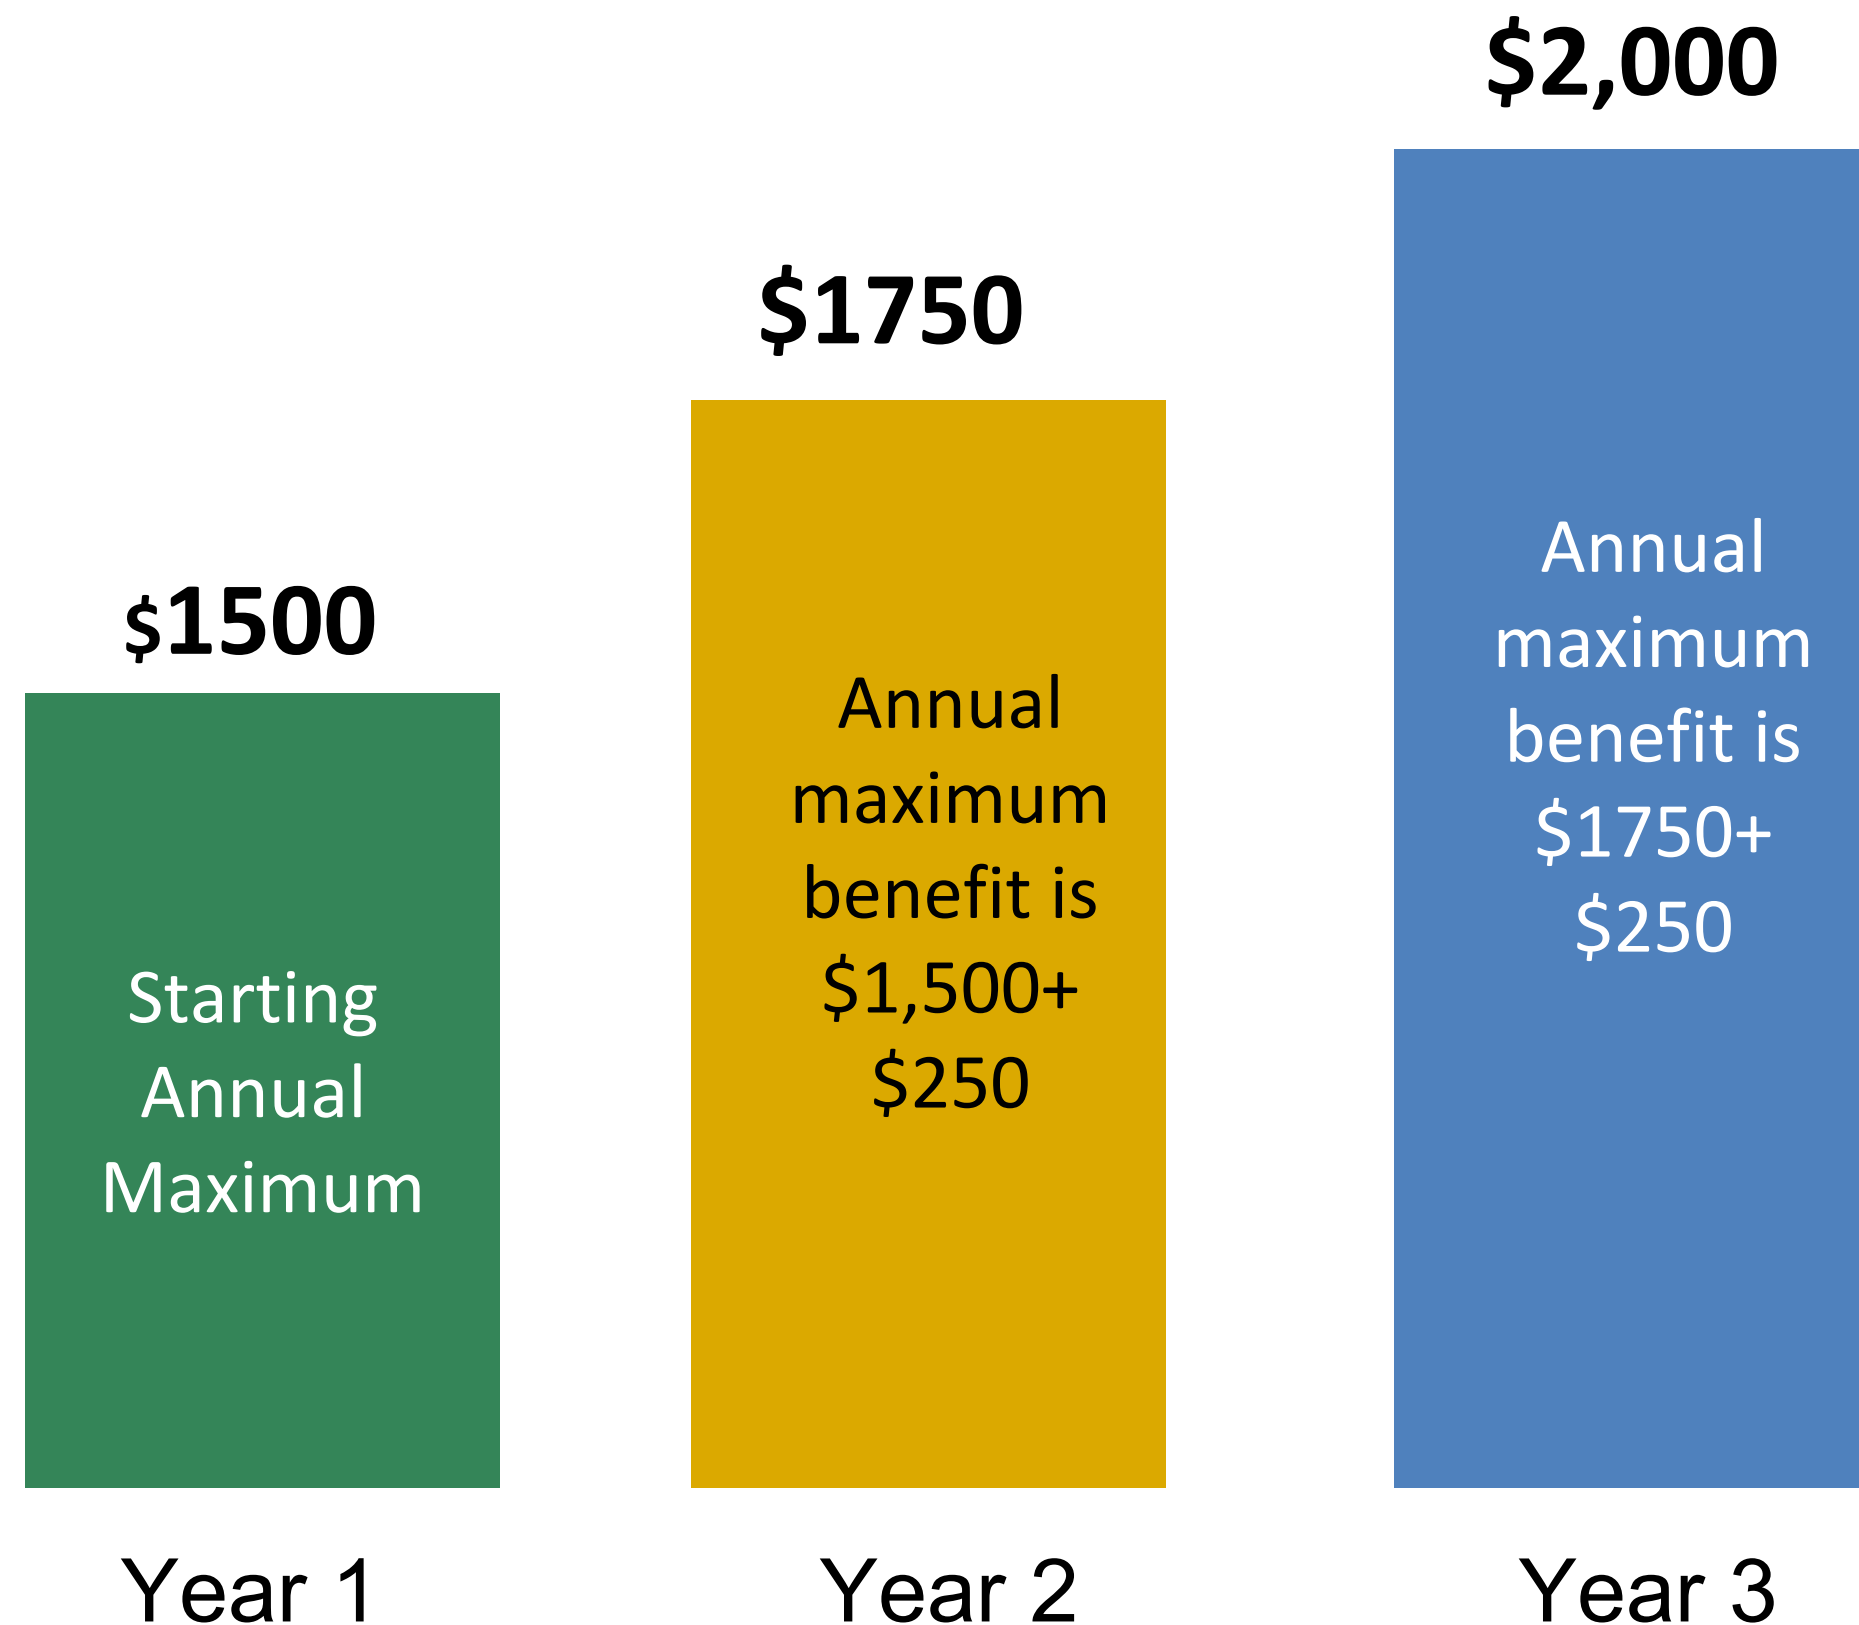 $1500
Starting
Annual
Maximum
Year 1
$1750
Annual
maximum
benefit is
$1,500+
$250
Year 2
$2,000
Annual
maximum
benefit is
$1750+
$250
Year 3